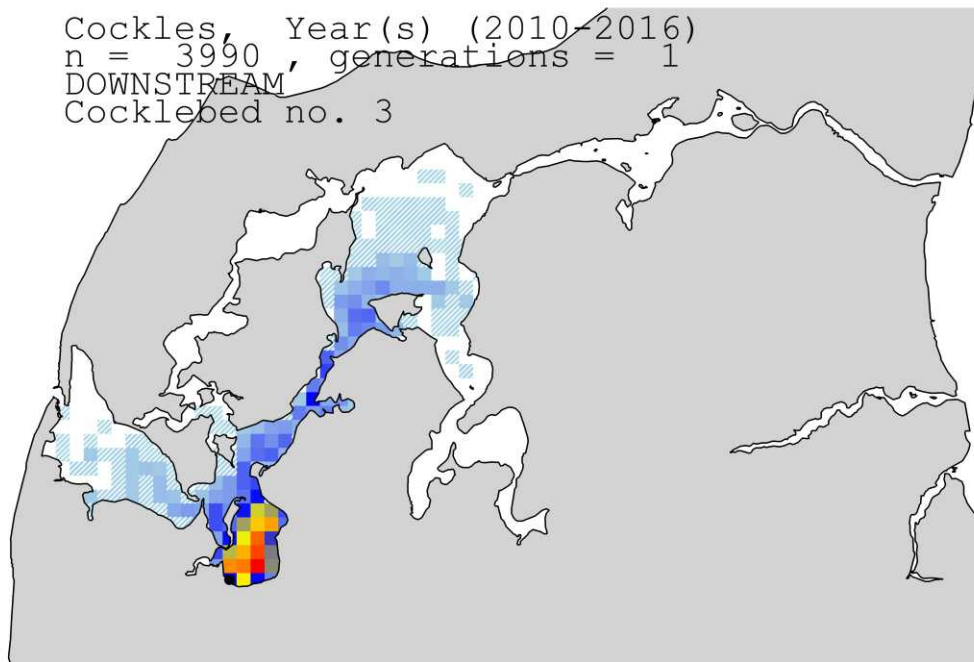 Cockles, Year(s) (2010-2016)
n = 3990 , generations = 1
DOWNSTREAM
Cocklebed no. 3